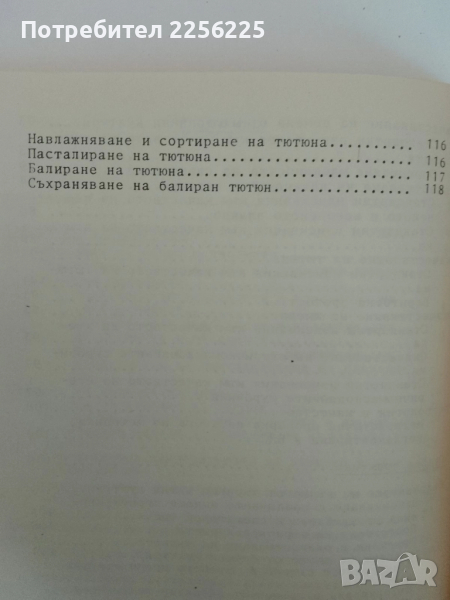 Потребител 2256225
Навлажняване и сортиране на тютюна.......... 116
Пасталиране на тютюна....................... 116
Балиране на тютюна.......................... 117
Съхраняване на балиран тютюн................ 118
BAZAR